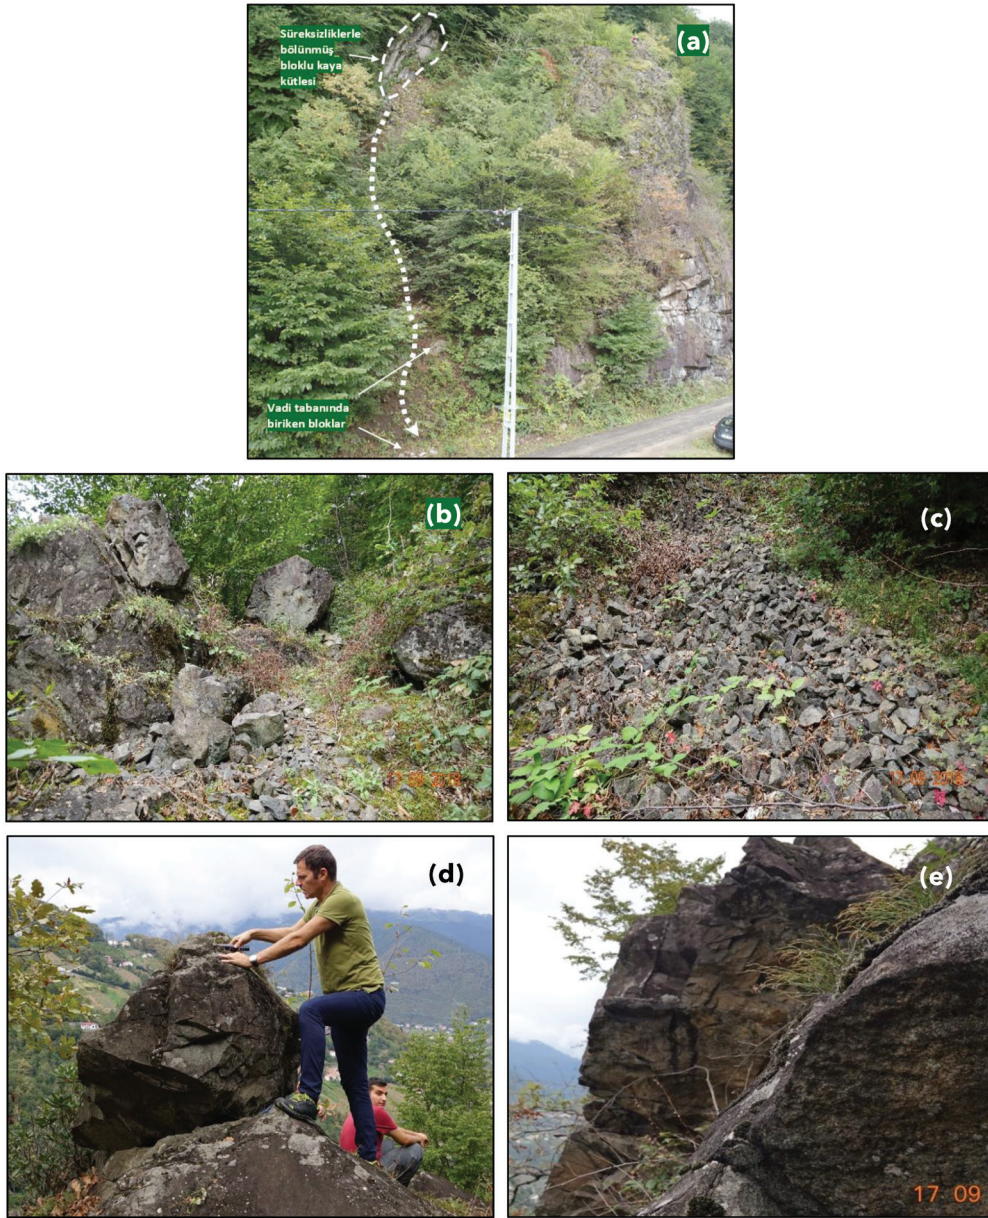 Süreksizliklerle
bölünmüş
bloklu kaya
kütlesi
(a)
Vadi tabanında
biriken bloklar
(b)
(c)
(d)
(e)
17 09